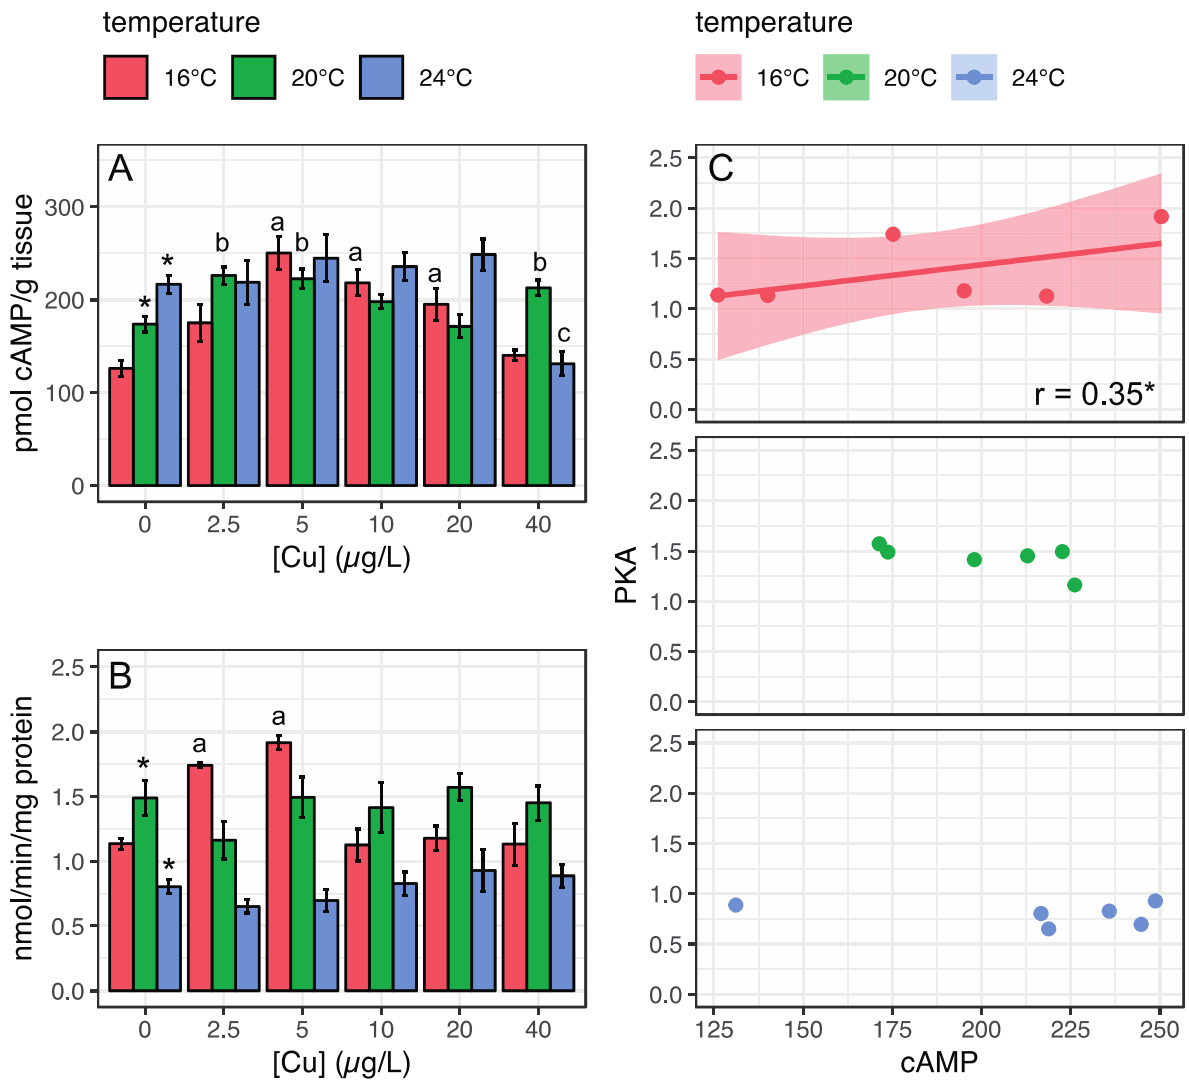 temperature
16°C 20°C 24°C
temperature
16°C 20°C 24°C
A
pmol cAMP/g tissue
300
200
100
0
* * b a b a a b c
0 2.5 5 10 20 40
[Cu] (µg/L)
B
nmol/min/mg protein
2.5
2.0
1.5
1.0
0.5
0.0
* * a a
0 2.5 5 10 20 40
[Cu] (µg/L)
C
PKA
2.5
2.0
1.5
1.0
0.5
0.0
r = 0.35*
2.5
2.0
1.5
1.0
0.5
0.0
2.5
2.0
1.5
1.0
0.5
0.0
125 150 175 200 225 250
cAMP